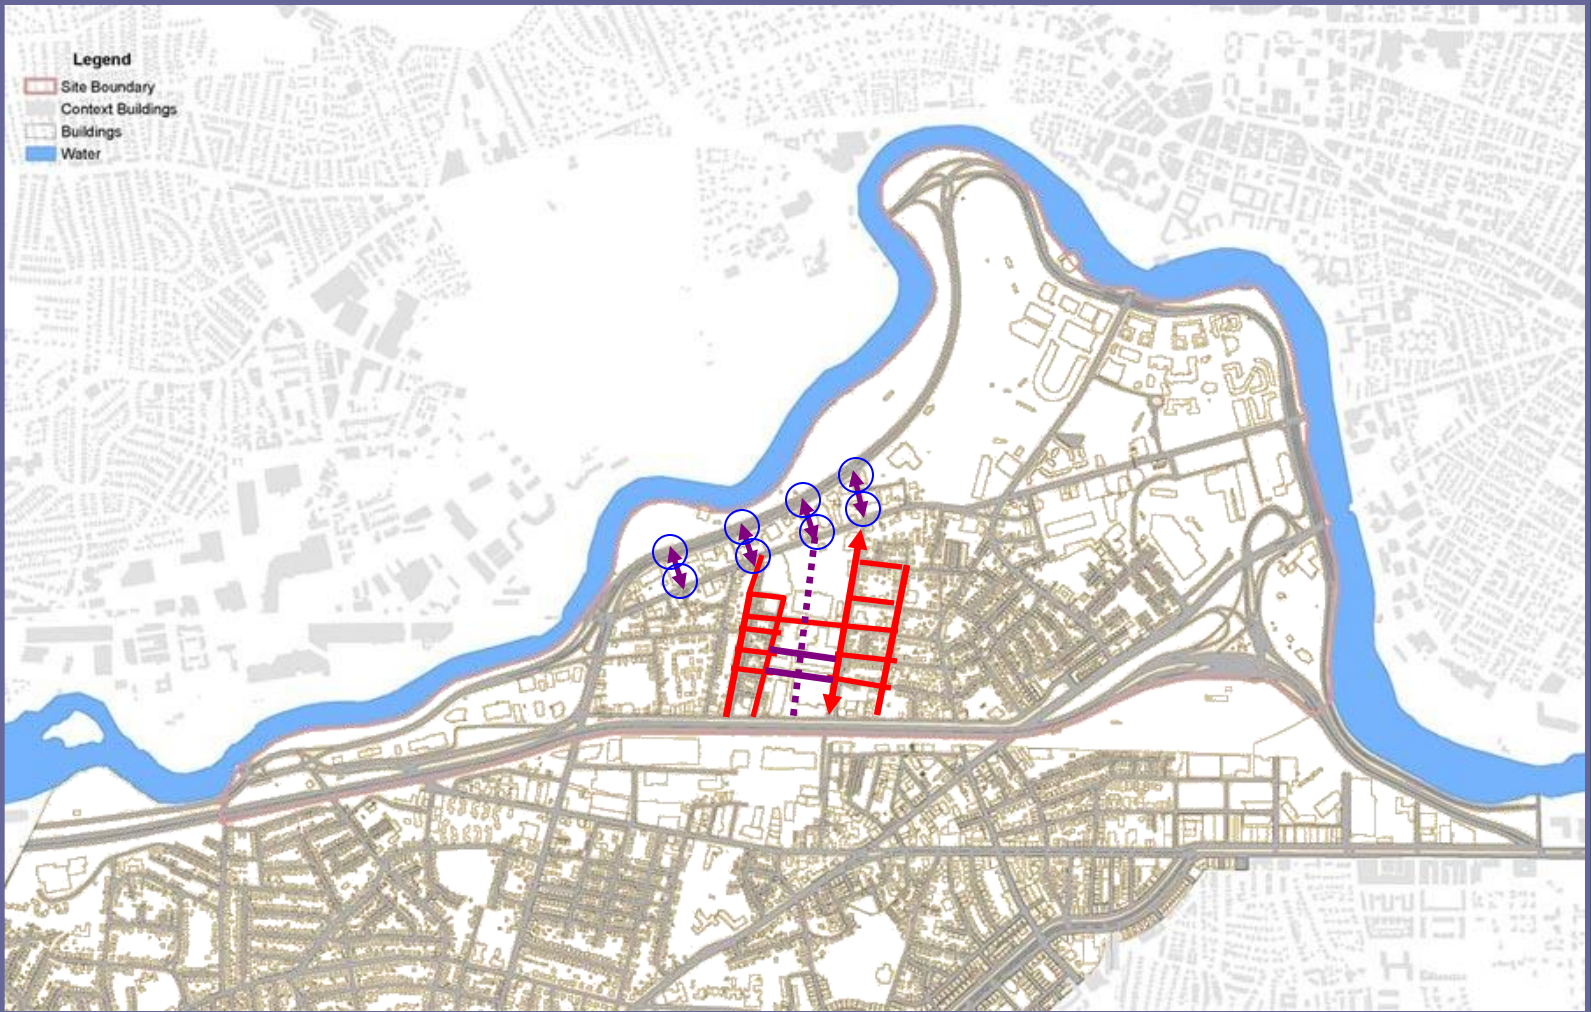 Legend
Site Boundary
Context Buildings
Buildings
Water